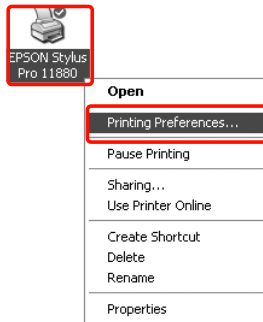 EPSON Stylus
Pro 11880
Open
Printing Preferences...
Pause Printing
Sharing...
Use Printer Online
Create Shortcut
Delete
Rename
Properties